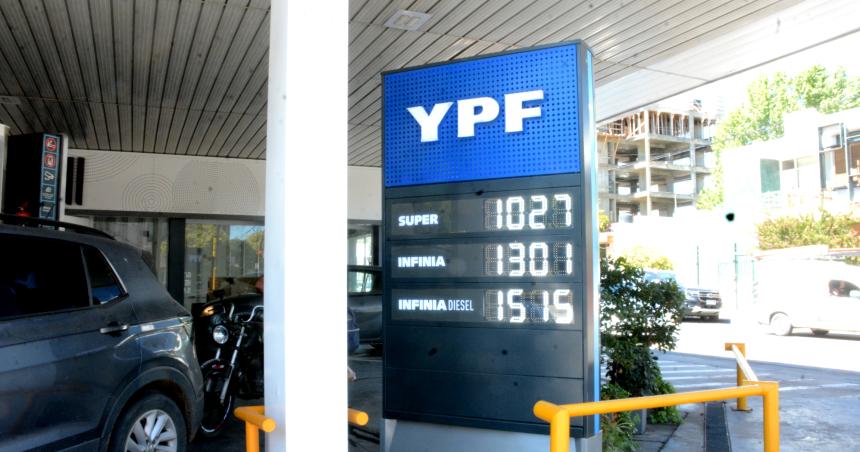 YPF
SUPER 1027
INFINIA 1301
INFINIA DIESEL 1515